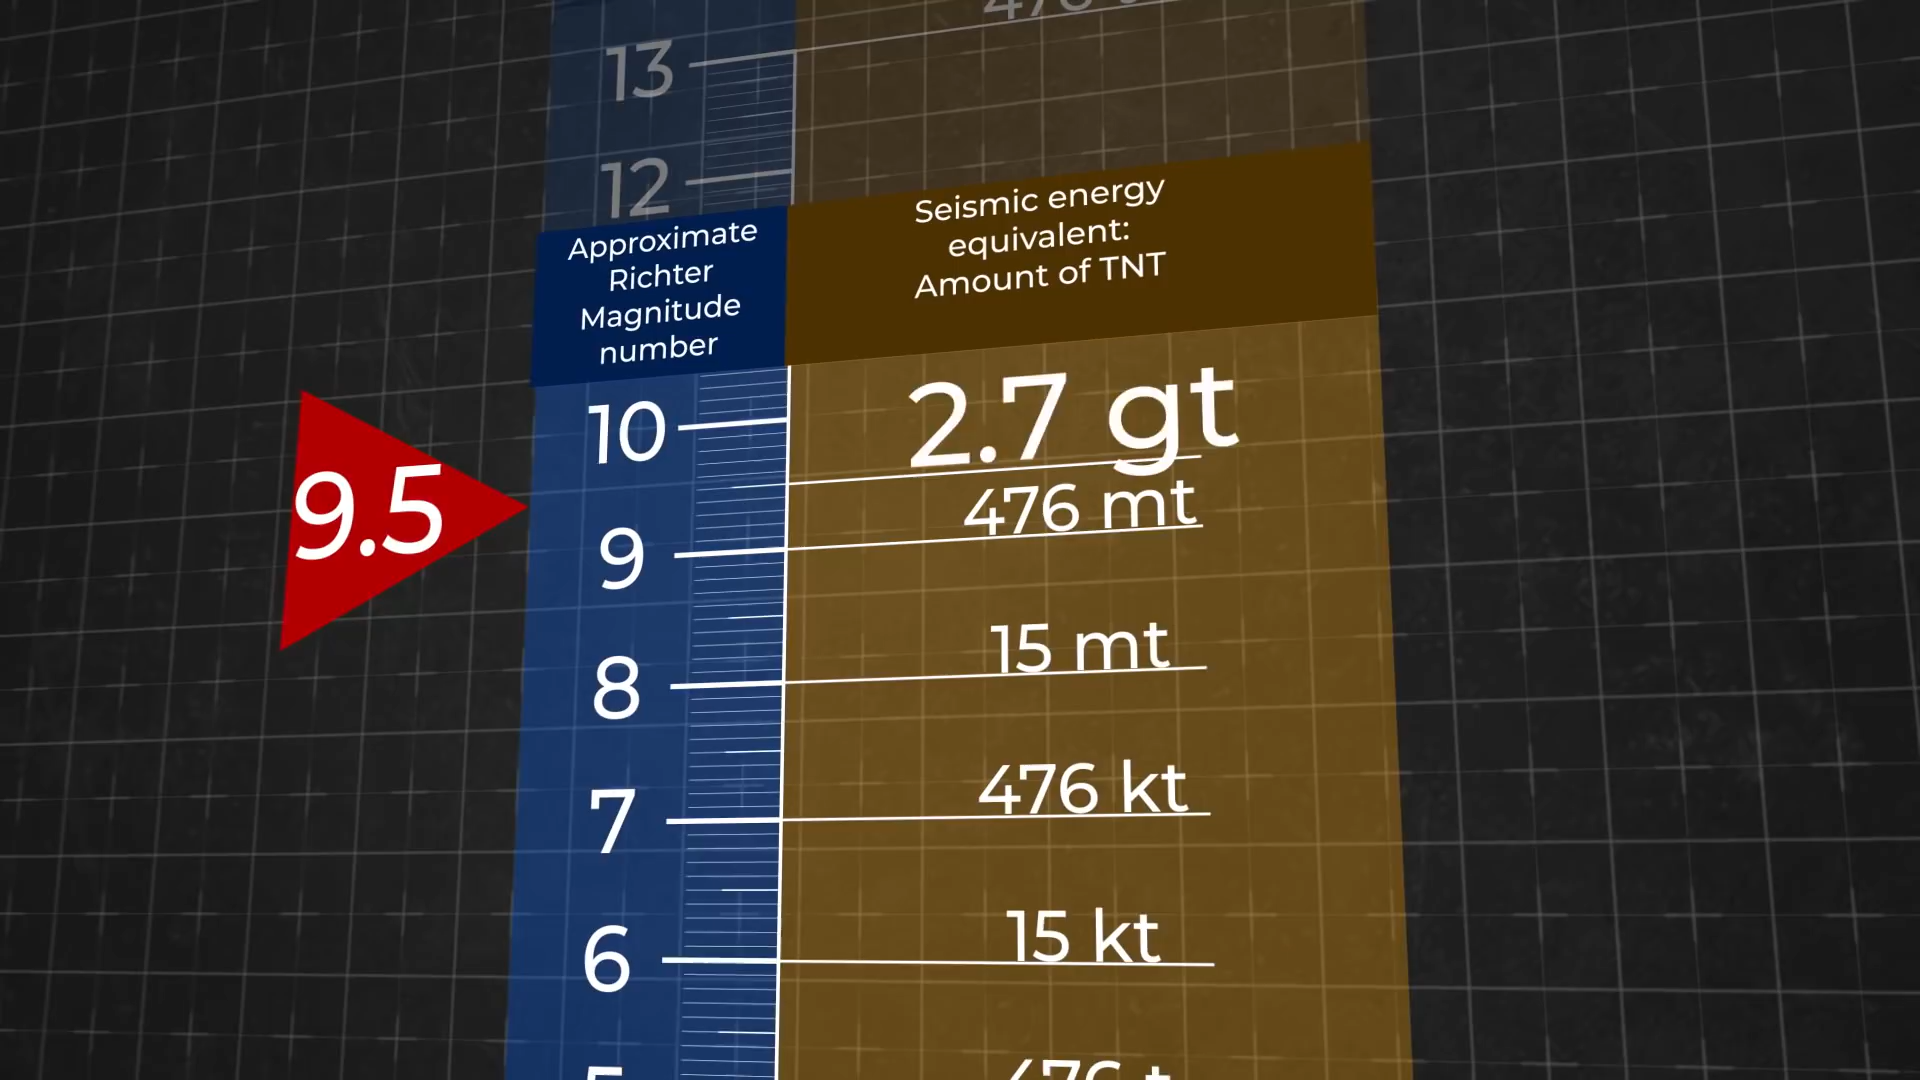 13
12
Approximate
Richter
Magnitude
number
Seismic energy
equivalent:
Amount of TNT
10
2.7 gt
9.5
476 mt
9
15 mt
8
476 kt
7
15 kt
6